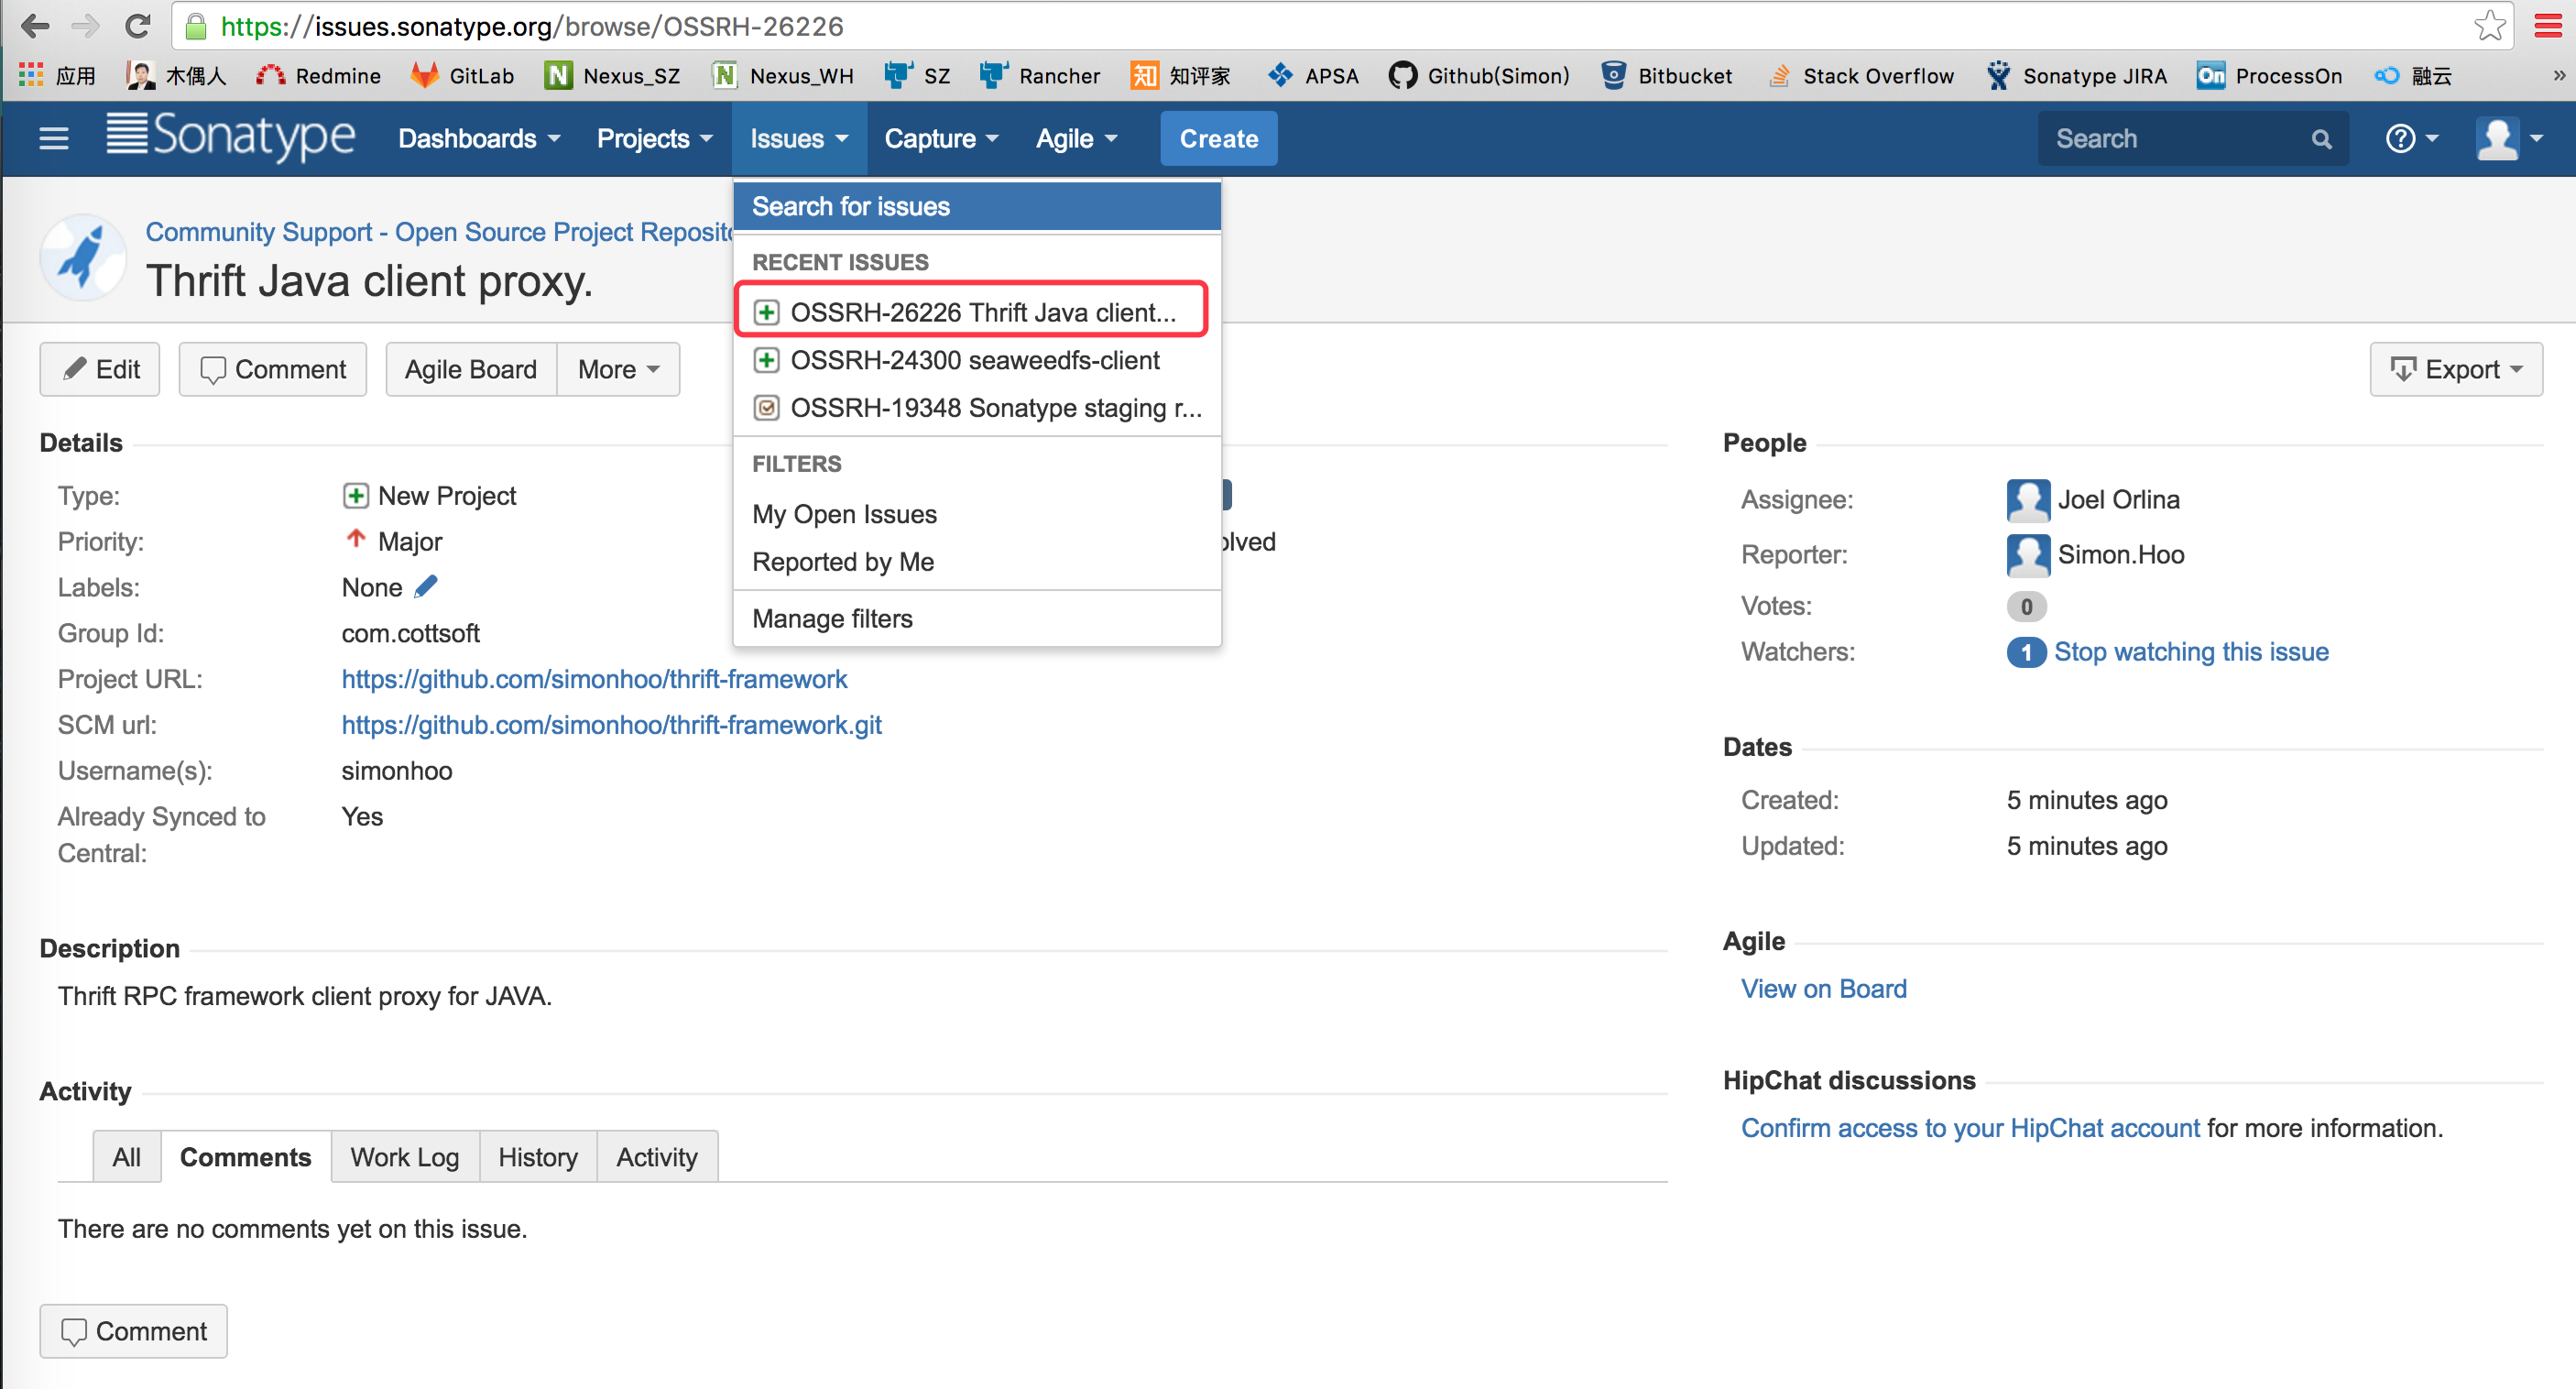 https://issues.sonatype.org/browse/OSSRH-26226
应用 木偶人 Redmine GitLab Nexus_SZ Nexus_WH SZ Rancher 知评家 APSA Github(Simon) Bitbucket Stack Overflow Sonatype JIRA ProcessOn 融云 »
Sonatype Dashboards Projects Issues Capture Agile Create Search
Search for issues
RECENT ISSUES
OSSRH-26226 Thrift Java client...
OSSRH-24300 seaweedfs-client
OSSRH-19348 Sonatype staging r...
FILTERS
My Open Issues
Reported by Me
Manage filters
Community Support - Open Source Project Reposit
Thrift Java client proxy.
Edit Comment Agile Board More Export
Details
Type: New Project
Priority: Major olved
Labels: None
Group Id: com.cottsoft
Project URL: https://github.com/simonhoo/thrift-framework
SCM url: https://github.com/simonhoo/thrift-framework.git
Username(s): simonhoo
Already Synced to Yes
Central:
Description
Thrift RPC framework client proxy for JAVA.
Activity
All Comments Work Log History Activity
There are no comments yet on this issue.
Comment
People
Assignee: Joel Orlina
Reporter: Simon.Hoo
Votes: 0
Watchers: 1 Stop watching this issue
Dates
Created: 5 minutes ago
Updated: 5 minutes ago
Agile
View on Board
HipChat discussions
Confirm access to your HipChat account for more information.